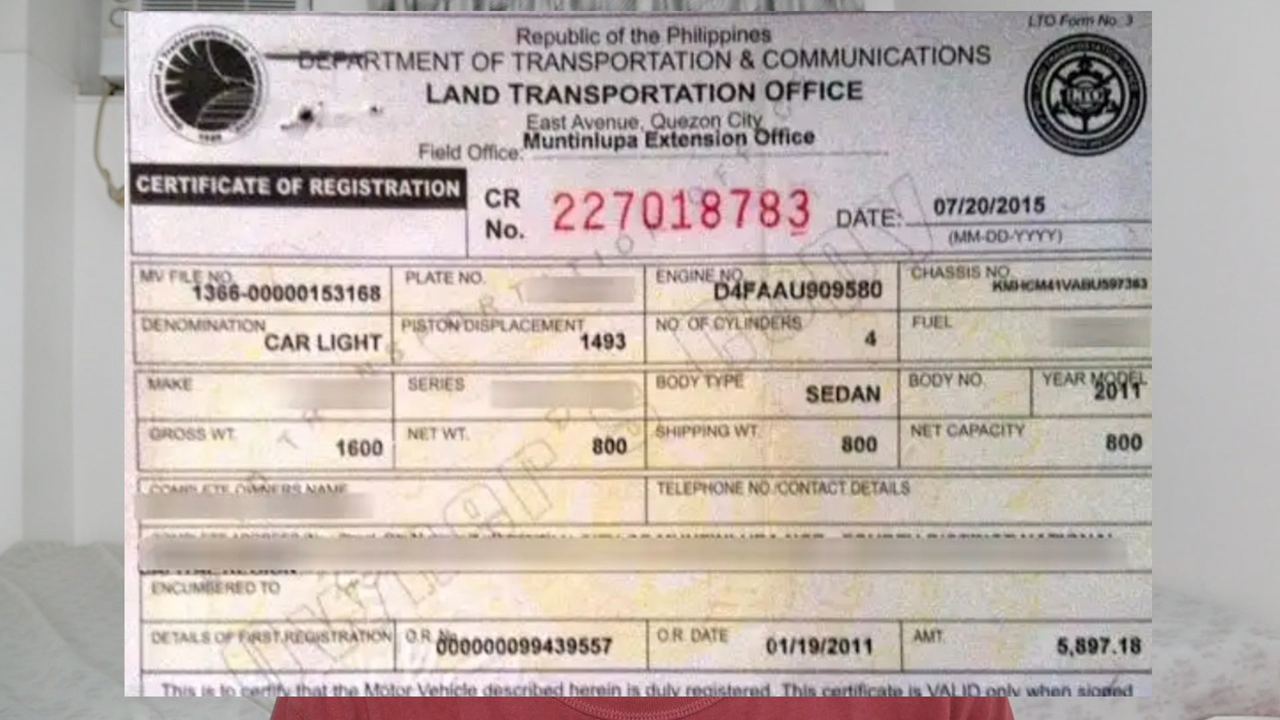 LTO Form No. 3
Republic of the Philippines
DEPARTMENT OF TRANSPORTATION & COMMUNICATIONS
LAND TRANSPORTATION OFFICE
East Avenue, Quezon City
Field Office: Muntinlupa Extension Office
CERTIFICATE OF REGISTRATION
CR No. 227018783 DATE: 07/20/2015
(MM-DD-YYYY)
MV FILE NO. PLATE NO. ENGINE NO. CHASSIS NO.
1366-00000153168 D4FAAU909580
DENOMINATION PISTON DISPLACEMENT NO. OF CYLINDERS FUEL
CAR LIGHT 1493 4
MAKE SERIES BODY TYPE BODY NO. YEAR MODEL
SEDAN 2011
GROSS WT. NET WT. SHIPPING WT. NET CAPACITY
1600 800 800 800
COMPLETE OWNERS NAME TELEPHONE NO./CONTACT DETAILS
ENCUMBERED TO
DETAILS OF FIRST REGISTRATION O.R. No. O.R. DATE AMT.
000000099439557 01/19/2011 5,897.18
This is to certify that the Motor Vehicle described herein is duly registered. This certificate is VALID only when signed